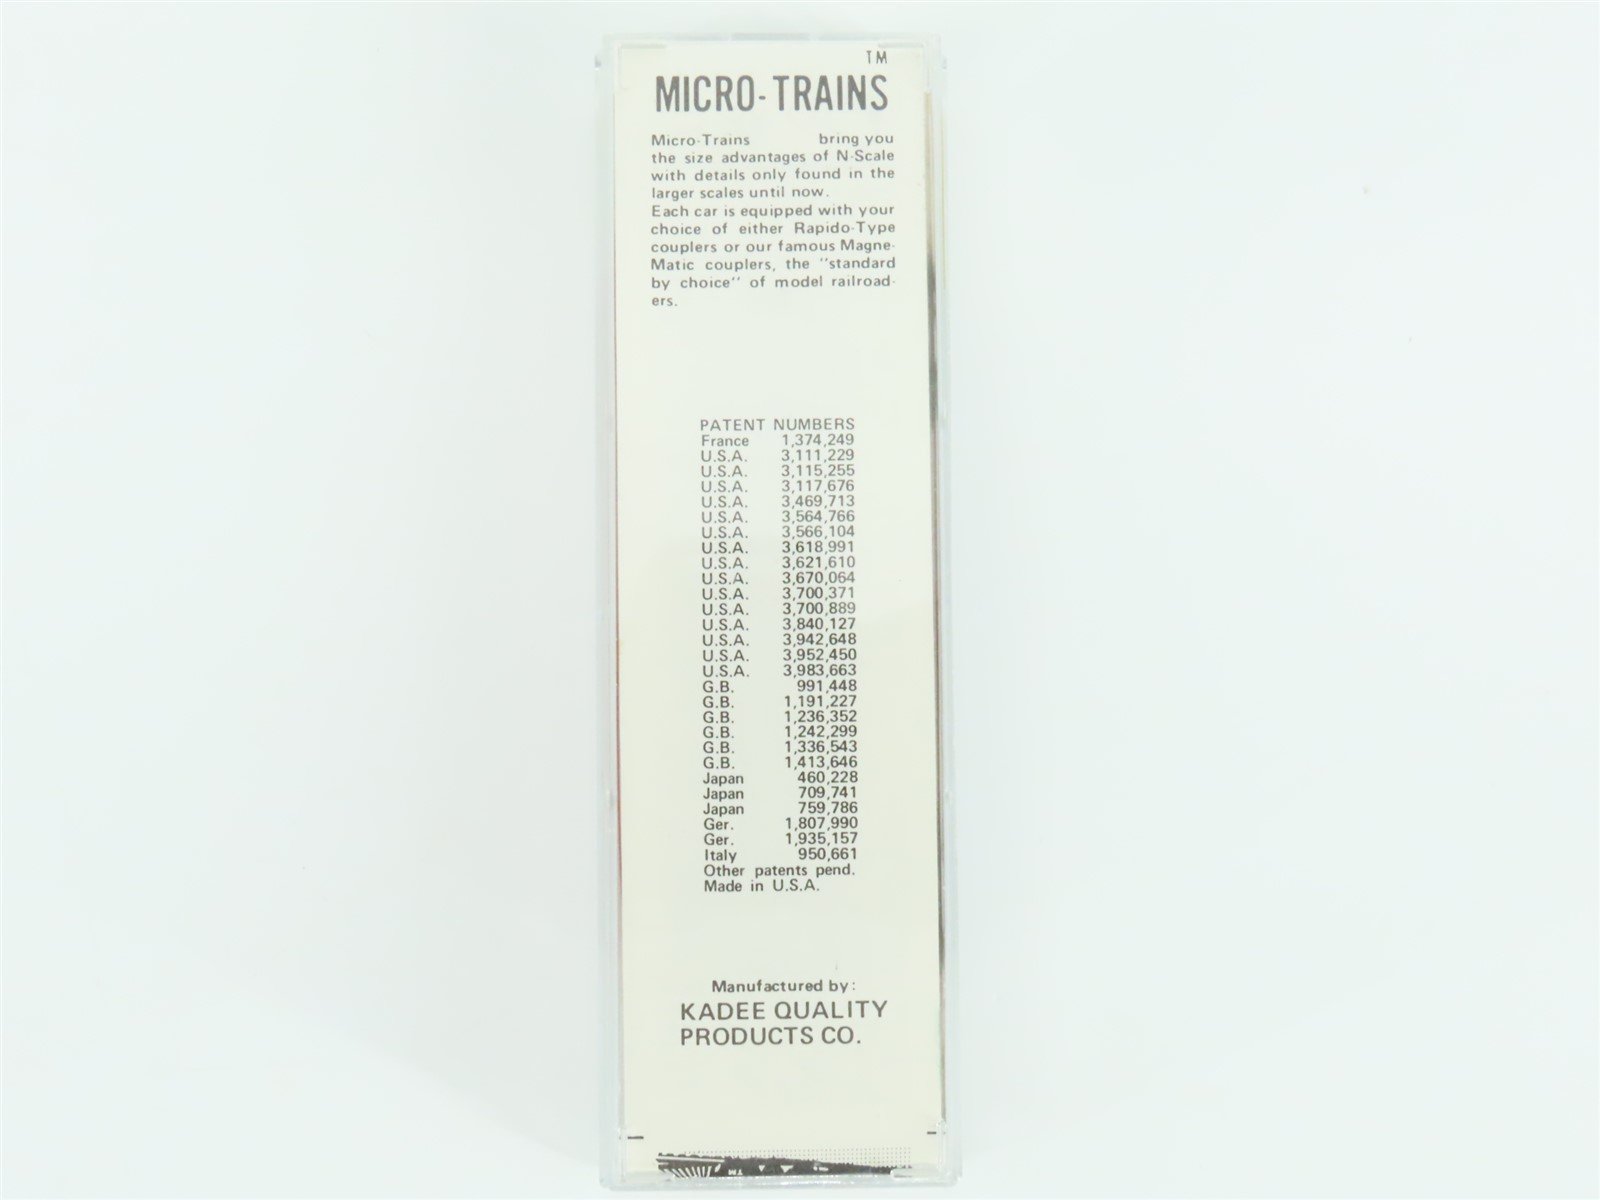 TM
MICRO-TRAINS
Micro-Trains bring you
the size advantages of N-Scale
with details only found in the
larger scales until now.
Each car is equipped with your
choice of either Rapido-Type
couplers or our famous Magne-
Matic couplers, the "standard
by choice" of model railroad-
ers.
PATENT NUMBERS
France 1,374,249
U.S.A. 3,111,229
U.S.A. 3,115,255
U.S.A. 3,117,676
U.S.A. 3,469,713
U.S.A. 3,564,766
U.S.A. 3,566,104
U.S.A. 3,618,991
U.S.A. 3,621,610
U.S.A. 3,670,064
U.S.A. 3,700,371
U.S.A. 3,700,889
U.S.A. 3,840,127
U.S.A. 3,942,648
U.S.A. 3,952,450
U.S.A. 3,983,663
G.B. 991,448
G.B. 1,191,227
G.B. 1,236,352
G.B. 1,242,299
G.B. 1,336,543
G.B. 1,413,646
Japan 460,228
Japan 709,741
Japan 759,786
Ger. 1,807,990
Ger. 1,935,157
Italy 950,661
Other patents pend.
Made in U.S.A.
Manufactured by:
KADEE QUALITY
PRODUCTS CO.